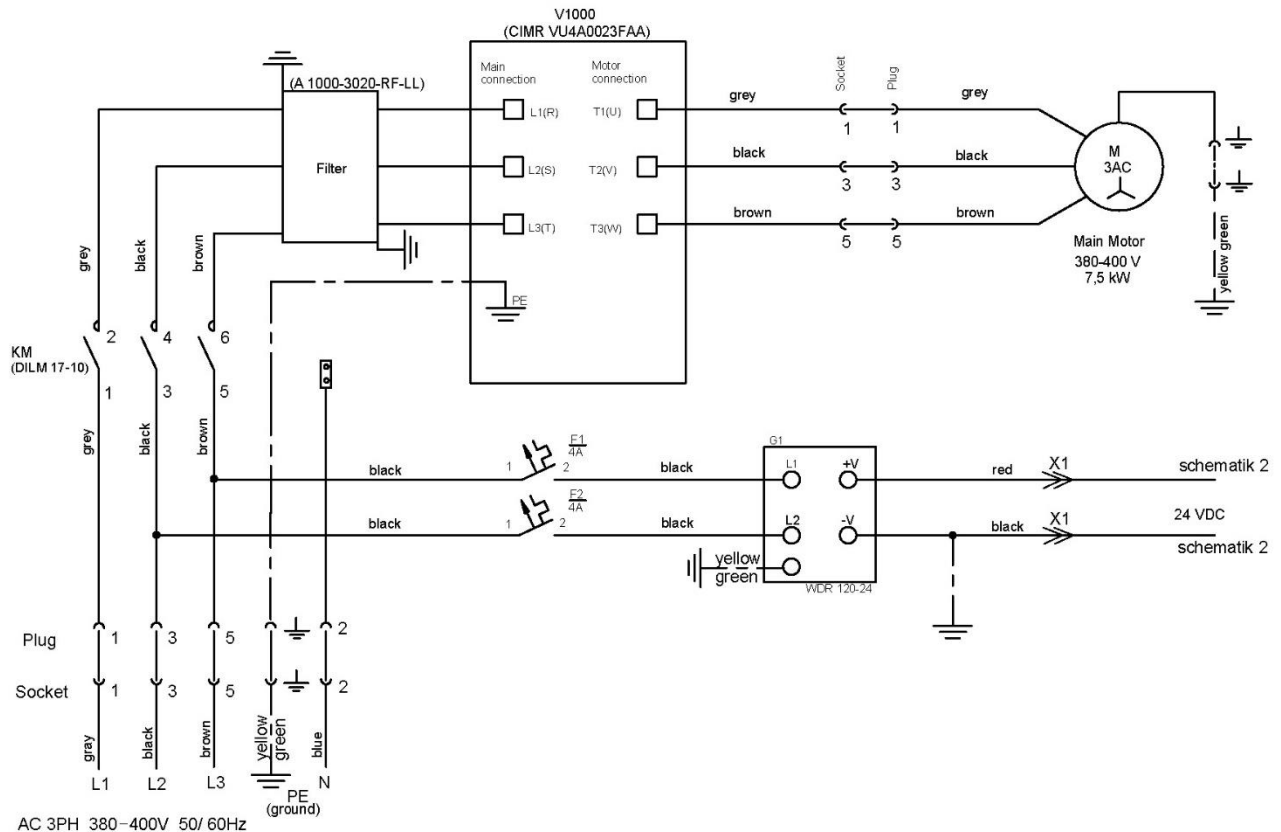 V1000
(CIMR VU4A0023FAA)
Main
connection
Motor
connection
(A 1000-3020-RF-LL)
Filter
L1(R)
T1(U)
L2(S)
T2(V)
L3(T)
T3(W)
PE
Socket
Plug
grey
grey
1
1
black
black
3
3
brown
brown
5
5
M
3AC
Main Motor
380-400 V
7,5 kW
yellow green
grey
black
brown
KM
(DILM 17-10)
2
4
6
1
3
5
grey
black
brown
black
1
F1
4A
2
black
black
1
F2
4A
2
black
G1
L1
+V
L2
-V
WDR 120-24
yellow
green
red
X1
schematik 2
24 VDC
black
X1
schematik 2
Plug
1
3
5
2
Socket
1
3
5
2
gray
black
brown
yellow
green
blue
L1
L2
L3
PE
(ground)
N
AC 3PH 380-400V 50/ 60Hz